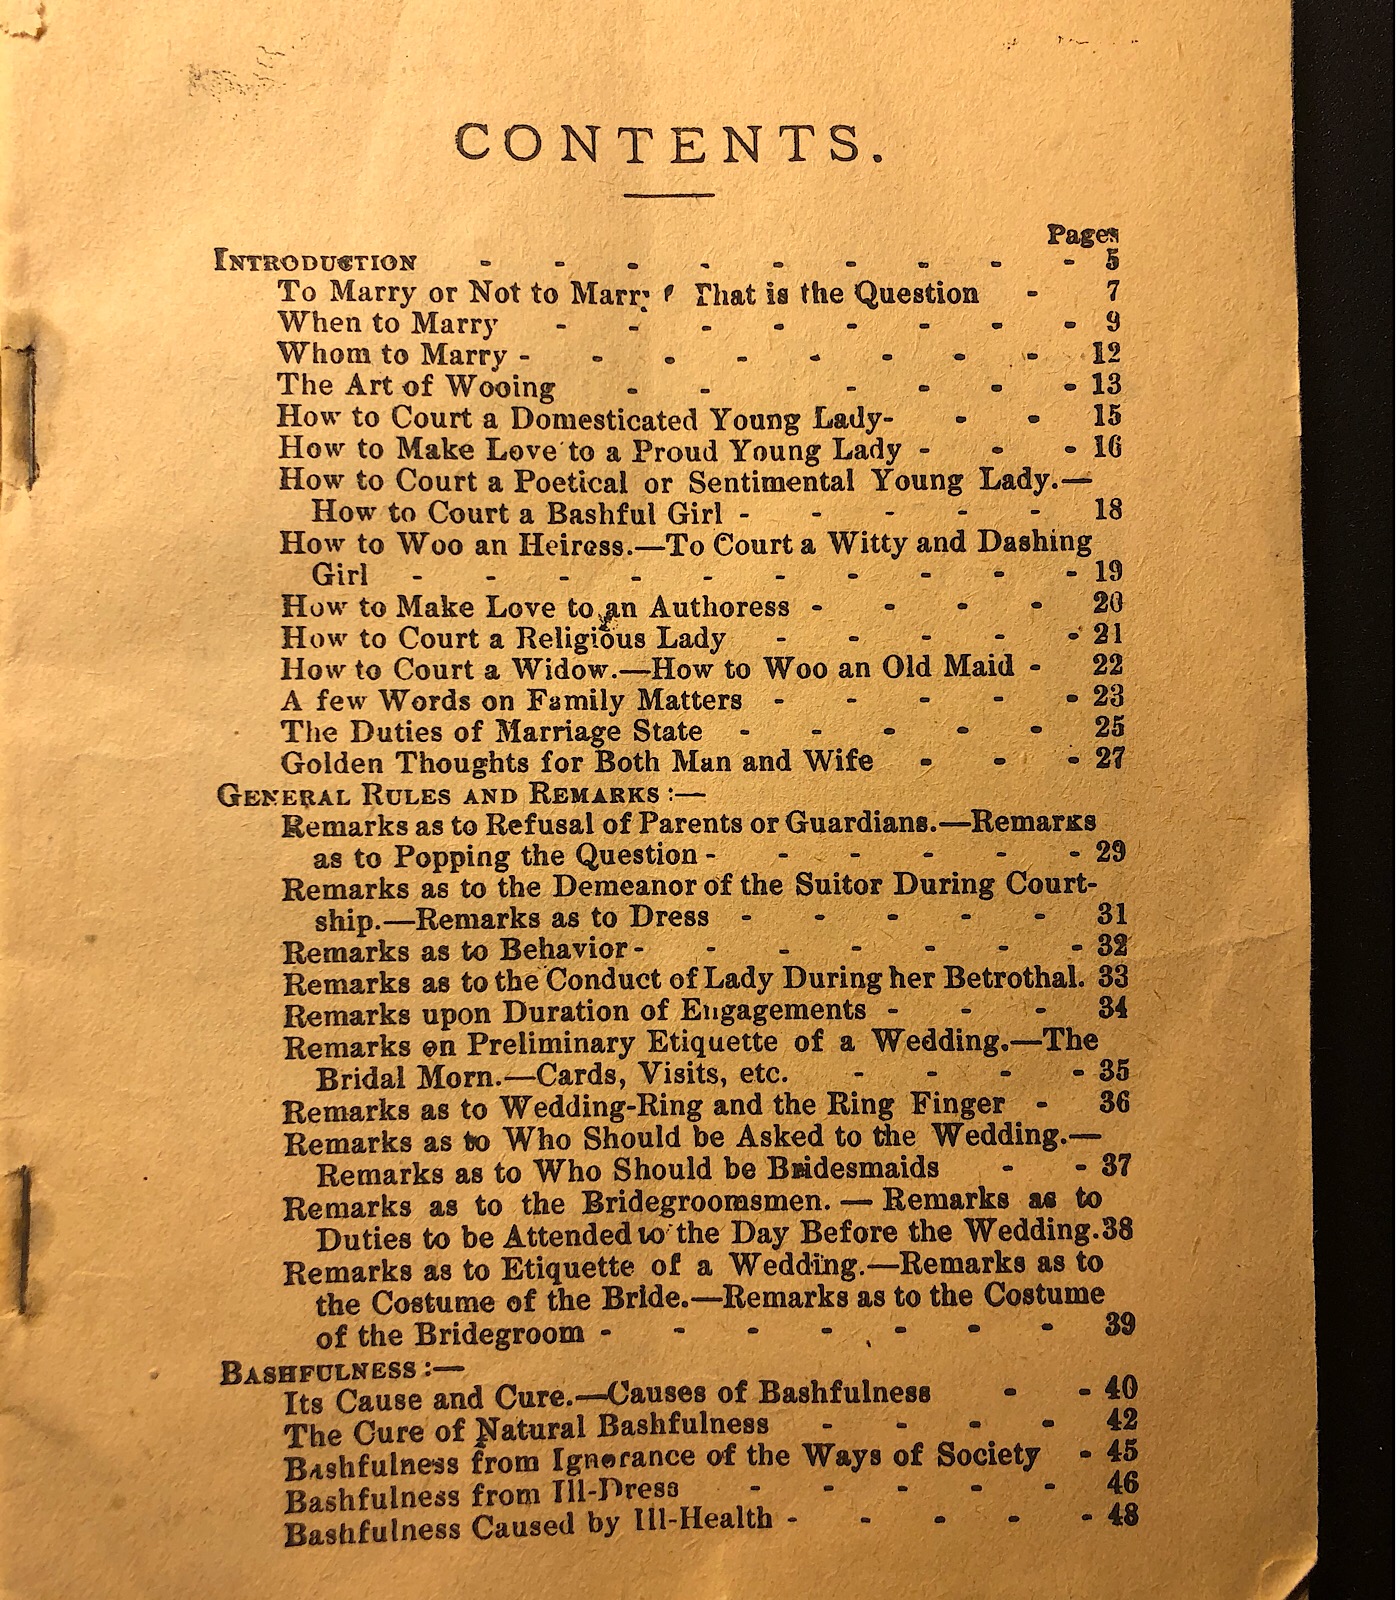 CONTENTS.
Pages
INTRODUCTION - - - - - - - - - 5
To Marry or Not to Marry? That is the Question - 7
When to Marry - - - - - - - - 9
Whom to Marry - - - - - - - - 12
The Art of Wooing - - - - - - 13
How to Court a Domesticated Young Lady- - - 15
How to Make Love to a Proud Young Lady - - - 16
How to Court a Poetical or Sentimental Young Lady.—
How to Court a Bashful Girl - - - - - 18
How to Woo an Heiress.—To Court a Witty and Dashing
Girl - - - - - - - - - - 19
How to Make Love to an Authoress - - - - 20
How to Court a Religious Lady - - - - - 21
How to Court a Widow.—How to Woo an Old Maid - 22
A few Words on Family Matters - - - - - 23
The Duties of Marriage State - - - - - 25
Golden Thoughts for Both Man and Wife - - - 27
GENERAL RULES AND REMARKS:—
Remarks as to Refusal of Parents or Guardians.—Remarks
as to Popping the Question - - - - - - 29
Remarks as to the Demeanor of the Suitor During Court-
ship.—Remarks as to Dress - - - - - 31
Remarks as to Behavior - - - - - - - 32
Remarks as to the Conduct of Lady During her Betrothal. 33
Remarks upon Duration of Engagements - - - 34
Remarks on Preliminary Etiquette of a Wedding.—The
Bridal Morn.—Cards, Visits, etc. - - - - 35
Remarks as to Wedding-Ring and the Ring Finger - 36
Remarks as to Who Should be Asked to the Wedding.—
Remarks as to Who Should be Bridesmaids - - 37
Remarks as to the Bridegroomsmen. — Remarks as to
Duties to be Attended to the Day Before the Wedding. 38
Remarks as to Etiquette of a Wedding.—Remarks as to
the Costume of the Bride.—Remarks as to the Costume
of the Bridegroom - - - - - - - 39
BASHFULNESS:—
Its Cause and Cure.—Causes of Bashfulness - - 40
The Cure of Natural Bashfulness - - - - 42
Bashfulness from Ignorance of the Ways of Society - 45
Bashfulness from Ill-Dress - - - - - 46
Bashfulness Caused by Ill-Health - - - - - 48